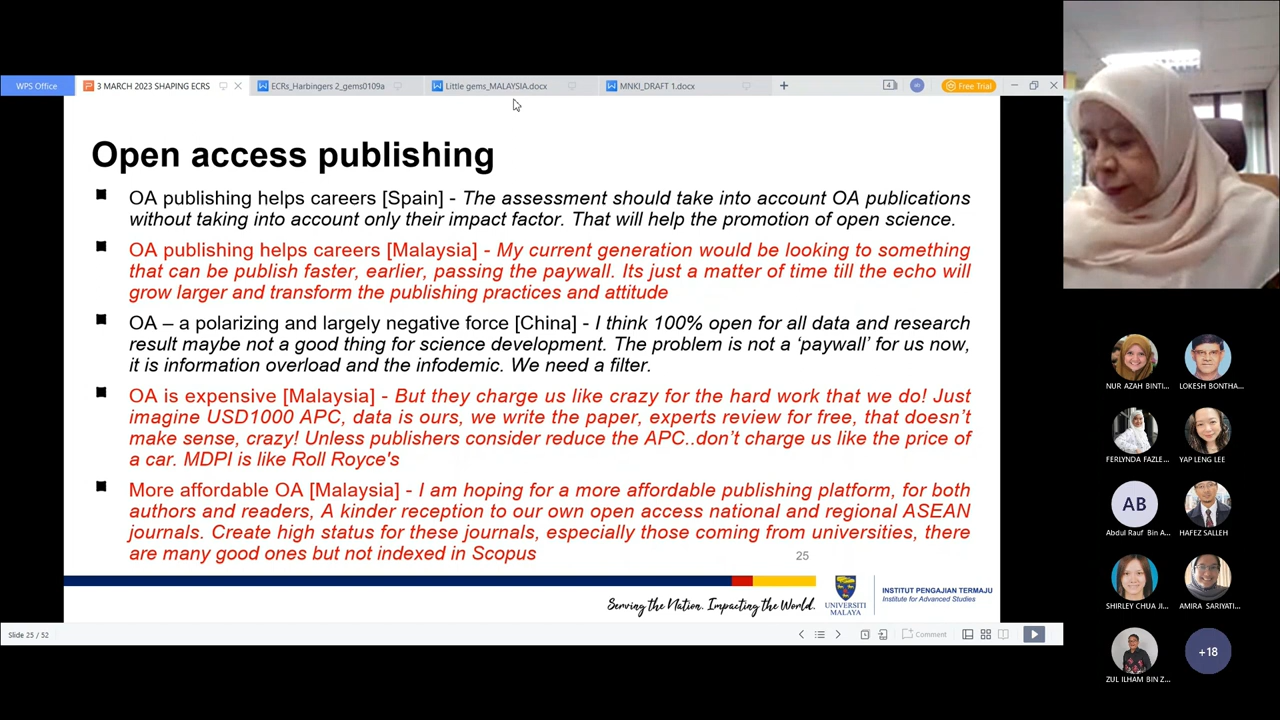 WPS Office
3 MARCH 2023 SHAPING ECRS
ECRs_Harbingers 2_gems0109a
Little gems_MALAYSIA.docx
MNKI_DRAFT 1.docx
Free Trial
Open access publishing
OA publishing helps careers [Spain] - The assessment should take into account OA publications
without taking into account only their impact factor. That will help the promotion of open science.
OA publishing helps careers [Malaysia] - My current generation would be looking to something
that can be publish faster, earlier, passing the paywall. Its just a matter of time till the echo will
grow larger and transform the publishing practices and attitude
OA – a polarizing and largely negative force [China] - I think 100% open for all data and research
result maybe not a good thing for science development. The problem is not a ‘paywall’ for us now,
it is information overload and the infodemic. We need a filter.
OA is expensive [Malaysia] - But they charge us like crazy for the hard work that we do! Just
imagine USD1000 APC, data is ours, we write the paper, experts review for free, that doesn’t
make sense, crazy! Unless publishers consider reduce the APC..don’t charge us like the price of
a car. MDPI is like Roll Royce's
More affordable OA [Malaysia] - I am hoping for a more affordable publishing platform, for both
authors and readers, A kinder reception to our own open access national and regional ASEAN
journals. Create high status for these journals, especially those coming from universities, there
are many good ones but not indexed in Scopus
25
Serving the Nation. Impacting the World.
UNIVERSITI
MALAYA
INSTITUT PENGAJIAN TERMAJU
Institute for Advanced Studies
Slide 25 / 52
Comment
NUR AZAH BINTI...
LOKESH BONTHA...
FERLYNDA FAZLE...
YAP LENG LEE
AB
Abdul Rauf Bin A...
HAFEZ SALLEH
SHIRLEY CHUA JI...
AMIRA SARIYATI...
ZUL ILHAM BIN Z...
+18